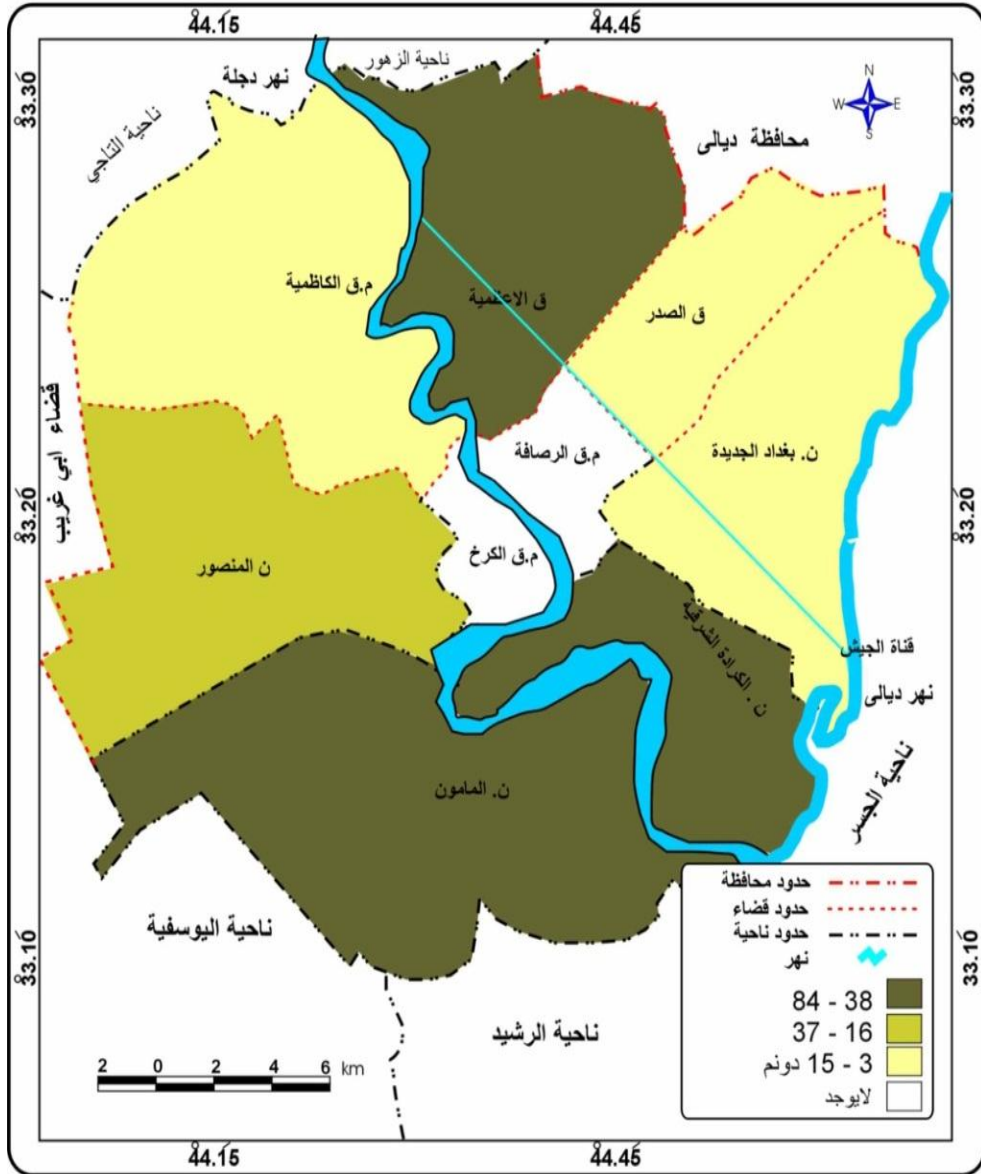 44.15
44.45
33.30
33.30
N
W
E
S
ناحية الزهور
نهر دجلة
ناحية التاجي
محافظة ديالى
م.ق الكاظمية
ق الاعظمية
ق الصدر
قضاء ابي غريب
م.ق الرصافة
ن. بغداد الجديدة
33.20
33.20
م.ق الكرخ
ن المنصور
ن . الكرادة الشرقية
قناة الجيش
نهر ديالى
ن. المامون
ناحية الجسر
ناحية اليوسفية
ناحية الرشيد
33.10
33.10
حدود محافظة
حدود قضاء
حدود ناحية
نهر
84 - 38
37 - 16
3 - 15 دونم
لايوجد
2 0 2 4 6 km
44.15
44.45